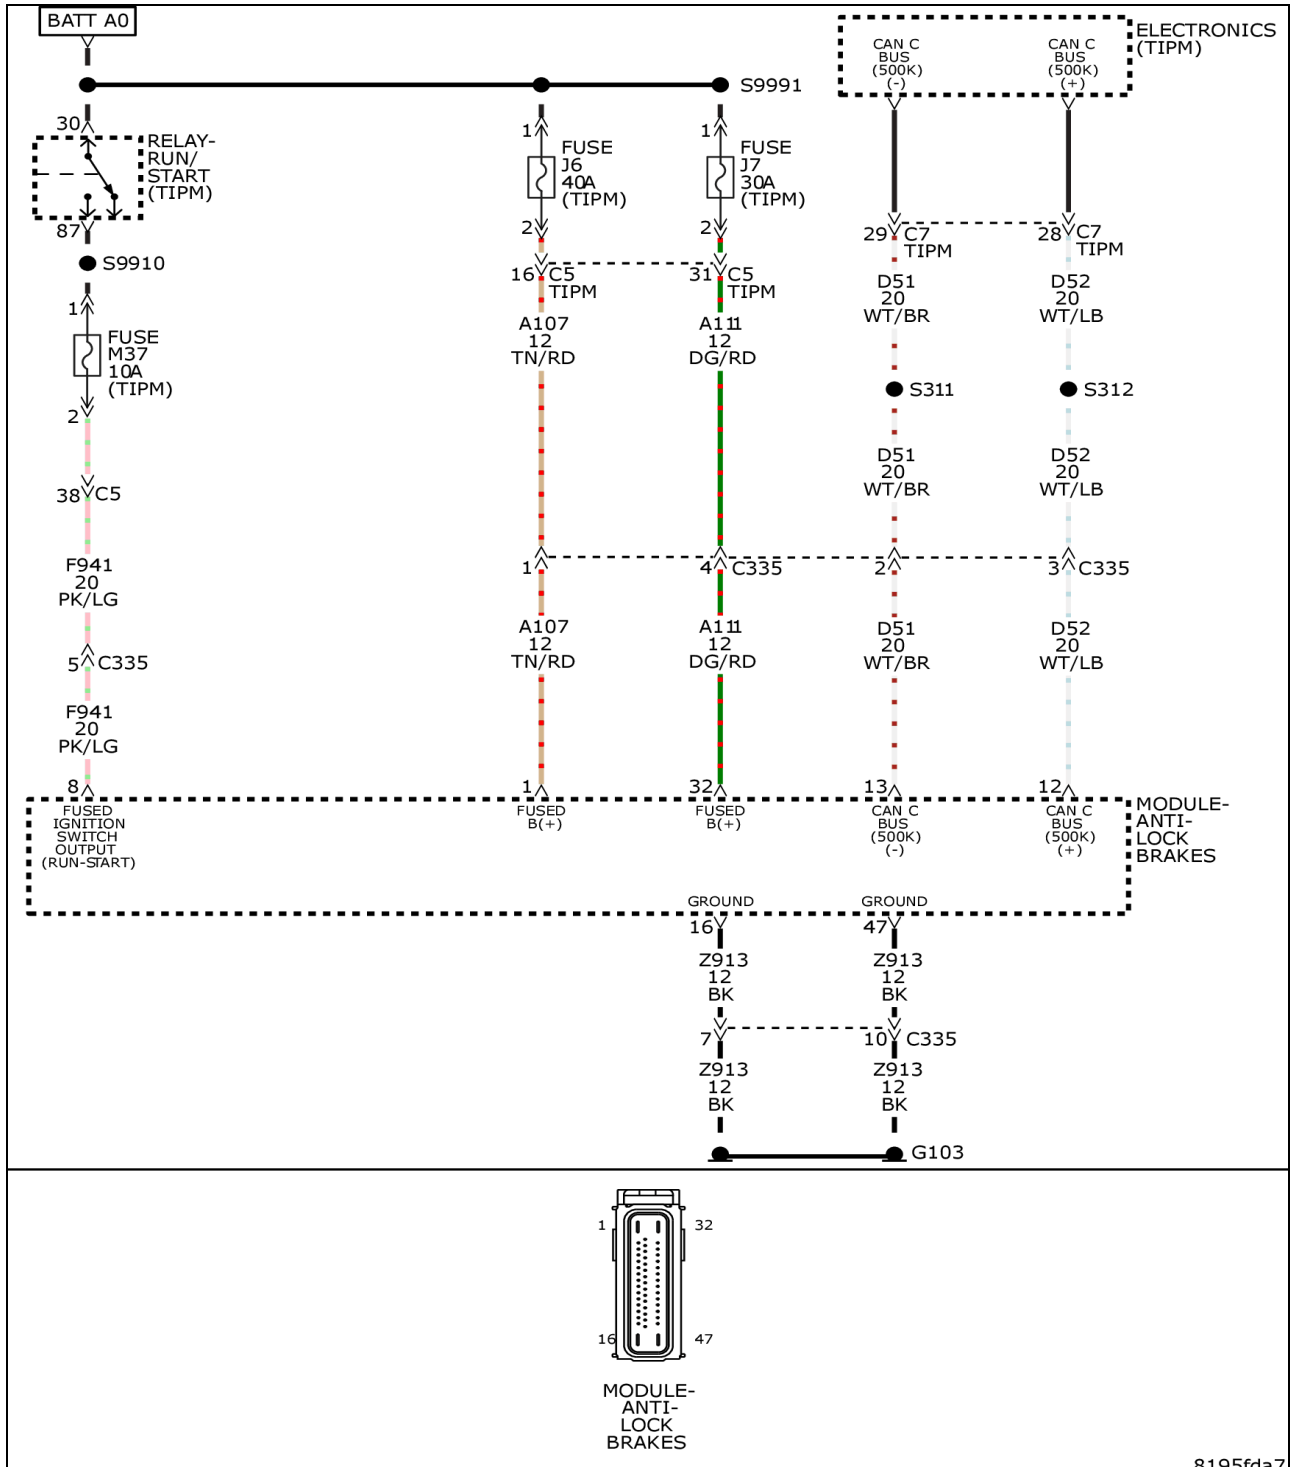 BATT A0
S9991
ELECTRONICS
(TIPM)
CAN C
BUS
(500K)
(-)
CAN C
BUS
(500K)
(+)
30
RELAY-
RUN/
START
(TIPM)
87
S9910
1
FUSE
M37
10A
(TIPM)
2
38 C5
F941
20
PK/LG
5 C335
F941
20
PK/LG
8
1
FUSE
J6
40A
(TIPM)
2
16 C5
TIPM
A107
12
TN/RD
1
A107
12
TN/RD
1
1
FUSE
J7
30A
(TIPM)
2
31 C5
TIPM
A111
12
DG/RD
4 C335
A111
12
DG/RD
32
29 C7
TIPM
D51
20
WT/BR
S311
D51
20
WT/BR
2
D51
20
WT/BR
13
28 C7
TIPM
D52
20
WT/LB
S312
D52
20
WT/LB
3 C335
D52
20
WT/LB
12
FUSED
IGNITION
SWITCH
OUTPUT
(RUN-START)
FUSED
B(+)
FUSED
B(+)
CAN C
BUS
(500K)
(-)
CAN C
BUS
(500K)
(+)
MODULE-
ANTI-
LOCK
BRAKES
GROUND
16
Z913
12
BK
7
Z913
12
BK
GROUND
47
Z913
12
BK
10 C335
Z913
12
BK
G103
1
32
16
47
MODULE-
ANTI-
LOCK
BRAKES
8195fda7